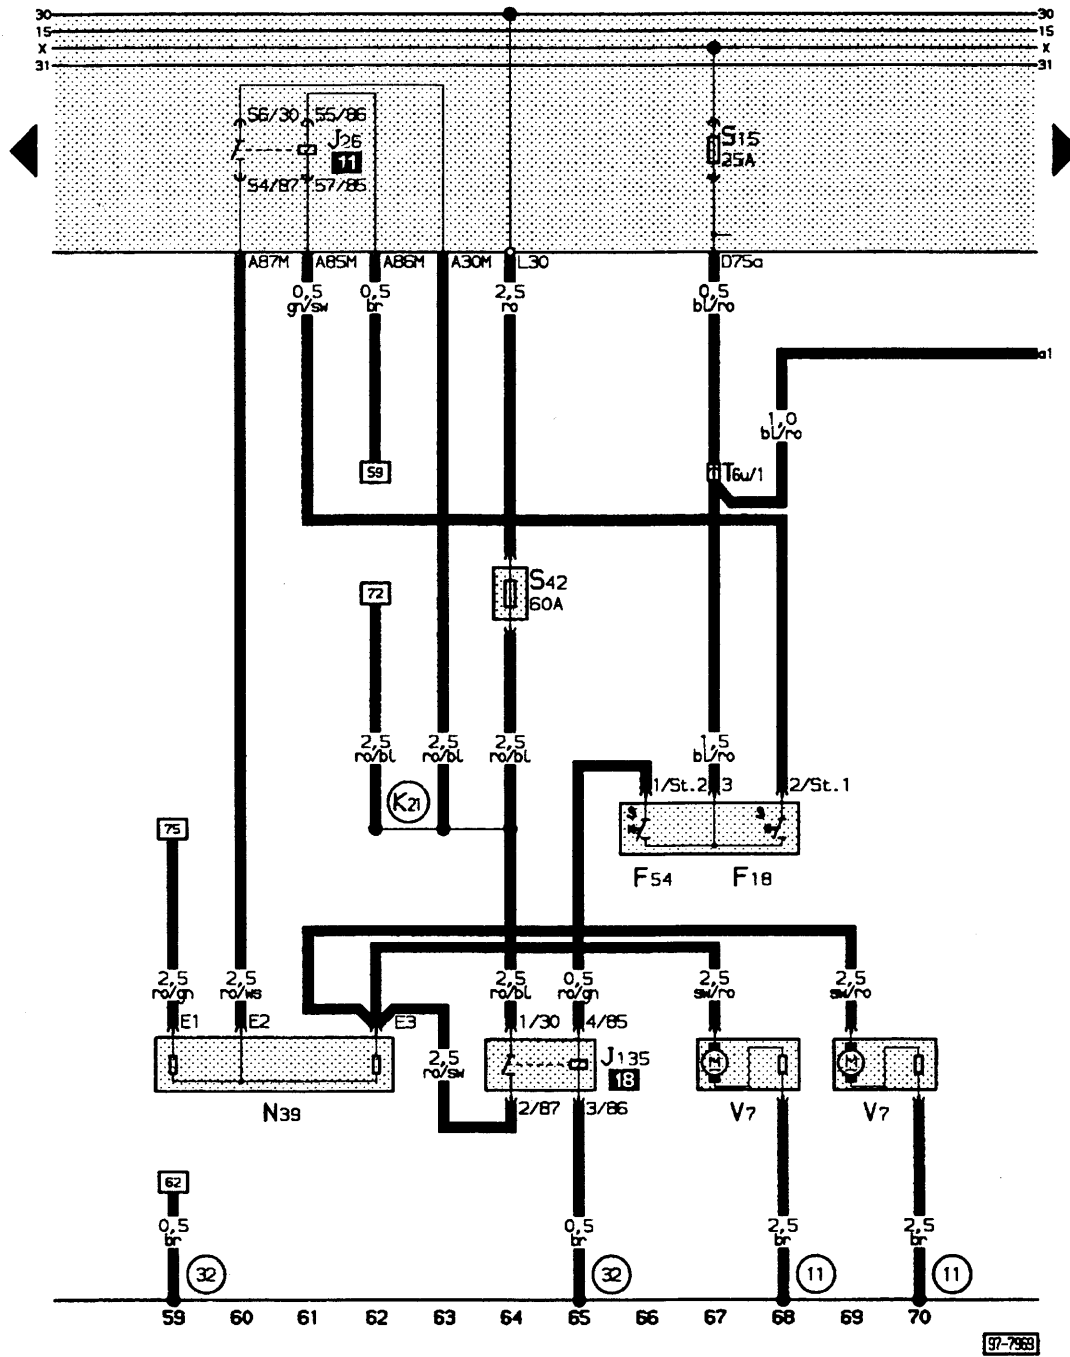 30 30
15 15
X X
31 31
56/30 55/86
J26
11
54/87 57/85
S15
25A
A87M A85M A86M A30M L30 D75a
0,5 0,5 2,5 0,5
gn/sw br ro bl/ro
a1
1,0
bl/ro
59 T6u/1
72 S42
60A
2,5 2,5 2,5 1,5
ro/bl ro/bl ro/bl bl/ro
1/St.2 3 2/St.1
K21
75
F54 F18
2,5 2,5 2,5 0,5 2,5 2,5
ro/gn ro/ws ro/bl ro/gn sw/ro sw/ro
E1 E2 E3 1/30 4/85
2,5
ro/sw
J135
18
M M
2/87 3/86
N39 V7 V7
62
0,5 0,5 2,5 2,5
br br br br
32 32 11 11
59 60 61 62 63 64 65 66 67 68 69 70
97-7969